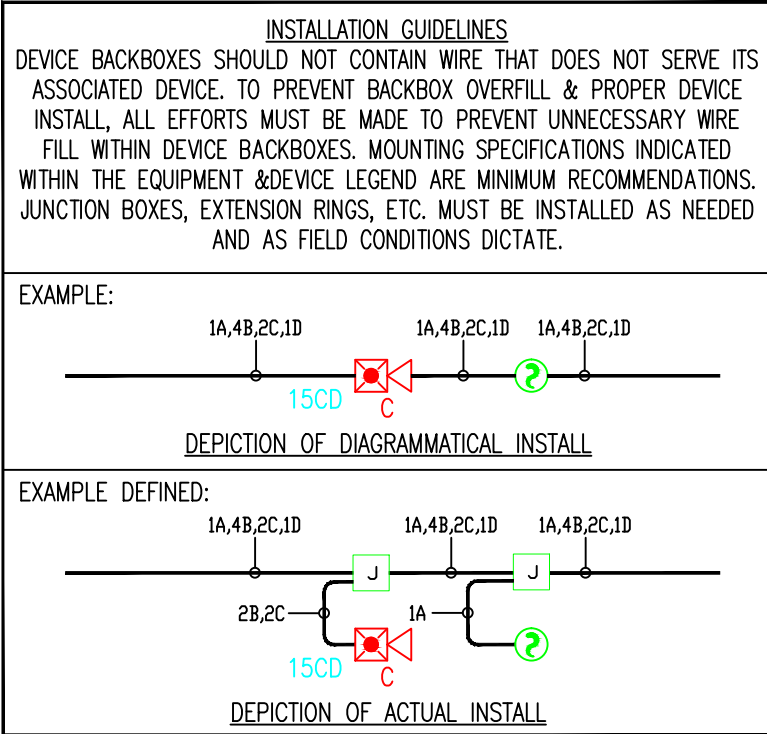 INSTALLATION GUIDELINES
DEVICE BACKBOXES SHOULD NOT CONTAIN WIRE THAT DOES NOT SERVE ITS
ASSOCIATED DEVICE. TO PREVENT BACKBOX OVERFILL & PROPER DEVICE
INSTALL, ALL EFFORTS MUST BE MADE TO PREVENT UNNECESSARY WIRE
FILL WITHIN DEVICE BACKBOXES. MOUNTING SPECIFICATIONS INDICATED
WITHIN THE EQUIPMENT &DEVICE LEGEND ARE MINIMUM RECOMMENDATIONS.
JUNCTION BOXES, EXTENSION RINGS, ETC. MUST BE INSTALLED AS NEEDED
AND AS FIELD CONDITIONS DICTATE.
EXAMPLE:
1A,4B,2C,1D 1A,4B,2C,1D 1A,4B,2C,1D
15CD C
DEPICTION OF DIAGRAMMATICAL INSTALL
EXAMPLE DEFINED:
1A,4B,2C,1D 1A,4B,2C,1D 1A,4B,2C,1D
J J
2B,2C 1A
15CD C
DEPICTION OF ACTUAL INSTALL